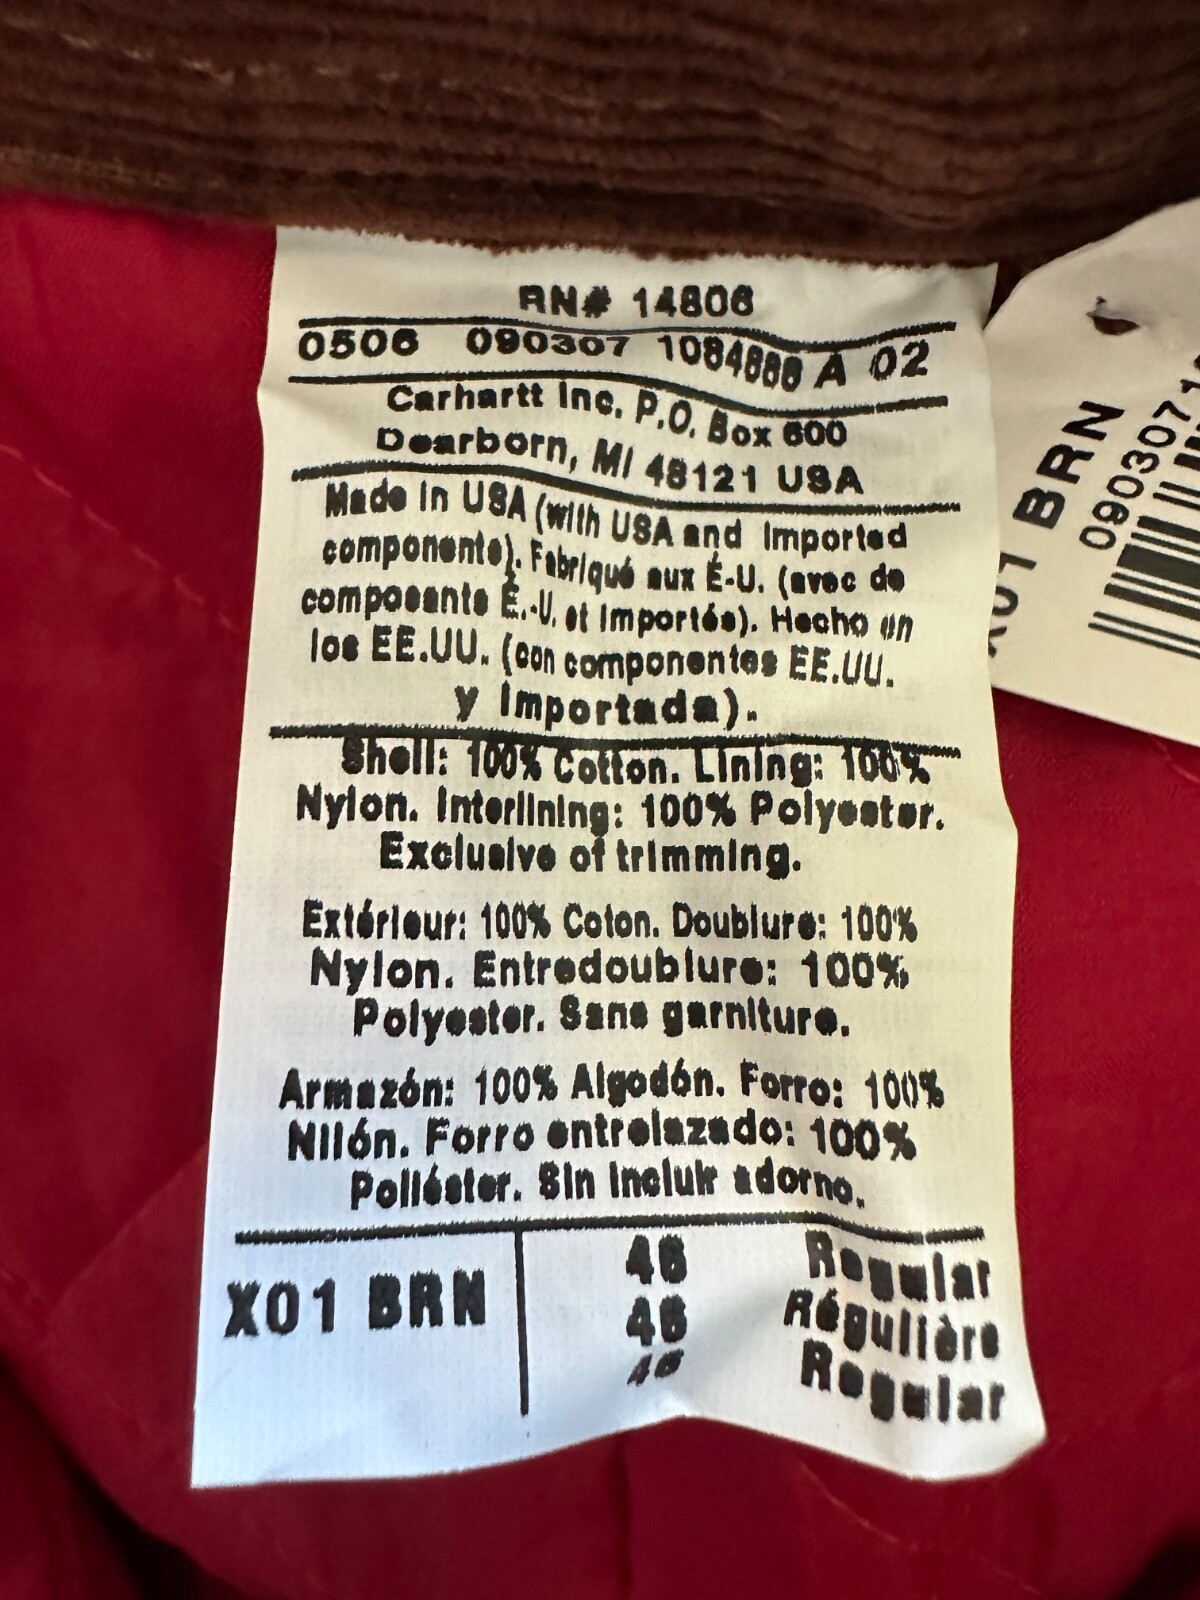 RN# 14806
0506 090307 1084868 A 02
Carhartt Inc. P.O. Box 600
Dearborn, MI 48121 USA
Made in USA (with USA and Imported
components). Fabriqué aux É-U. (avec de
composants É.-U. et Importés). Hecho en
los EE.UU. (con componentes EE.UU.
y Importada).
Shell: 100% Cotton. Lining: 100%
Nylon. Interlining: 100% Polyester.
Exclusive of trimming.
Extérieur: 100% Coton. Doublure: 100%
Nylon. Entredoublure: 100%
Polyester. Sans garniture.
Armazón: 100% Algodón. Forro: 100%
Nilón. Forro entrelazado: 100%
Poliéster. Sin incluir adorno.
X01 BRN
46 Regular
46 Régulière
46 Regular
X01 BRN
090307